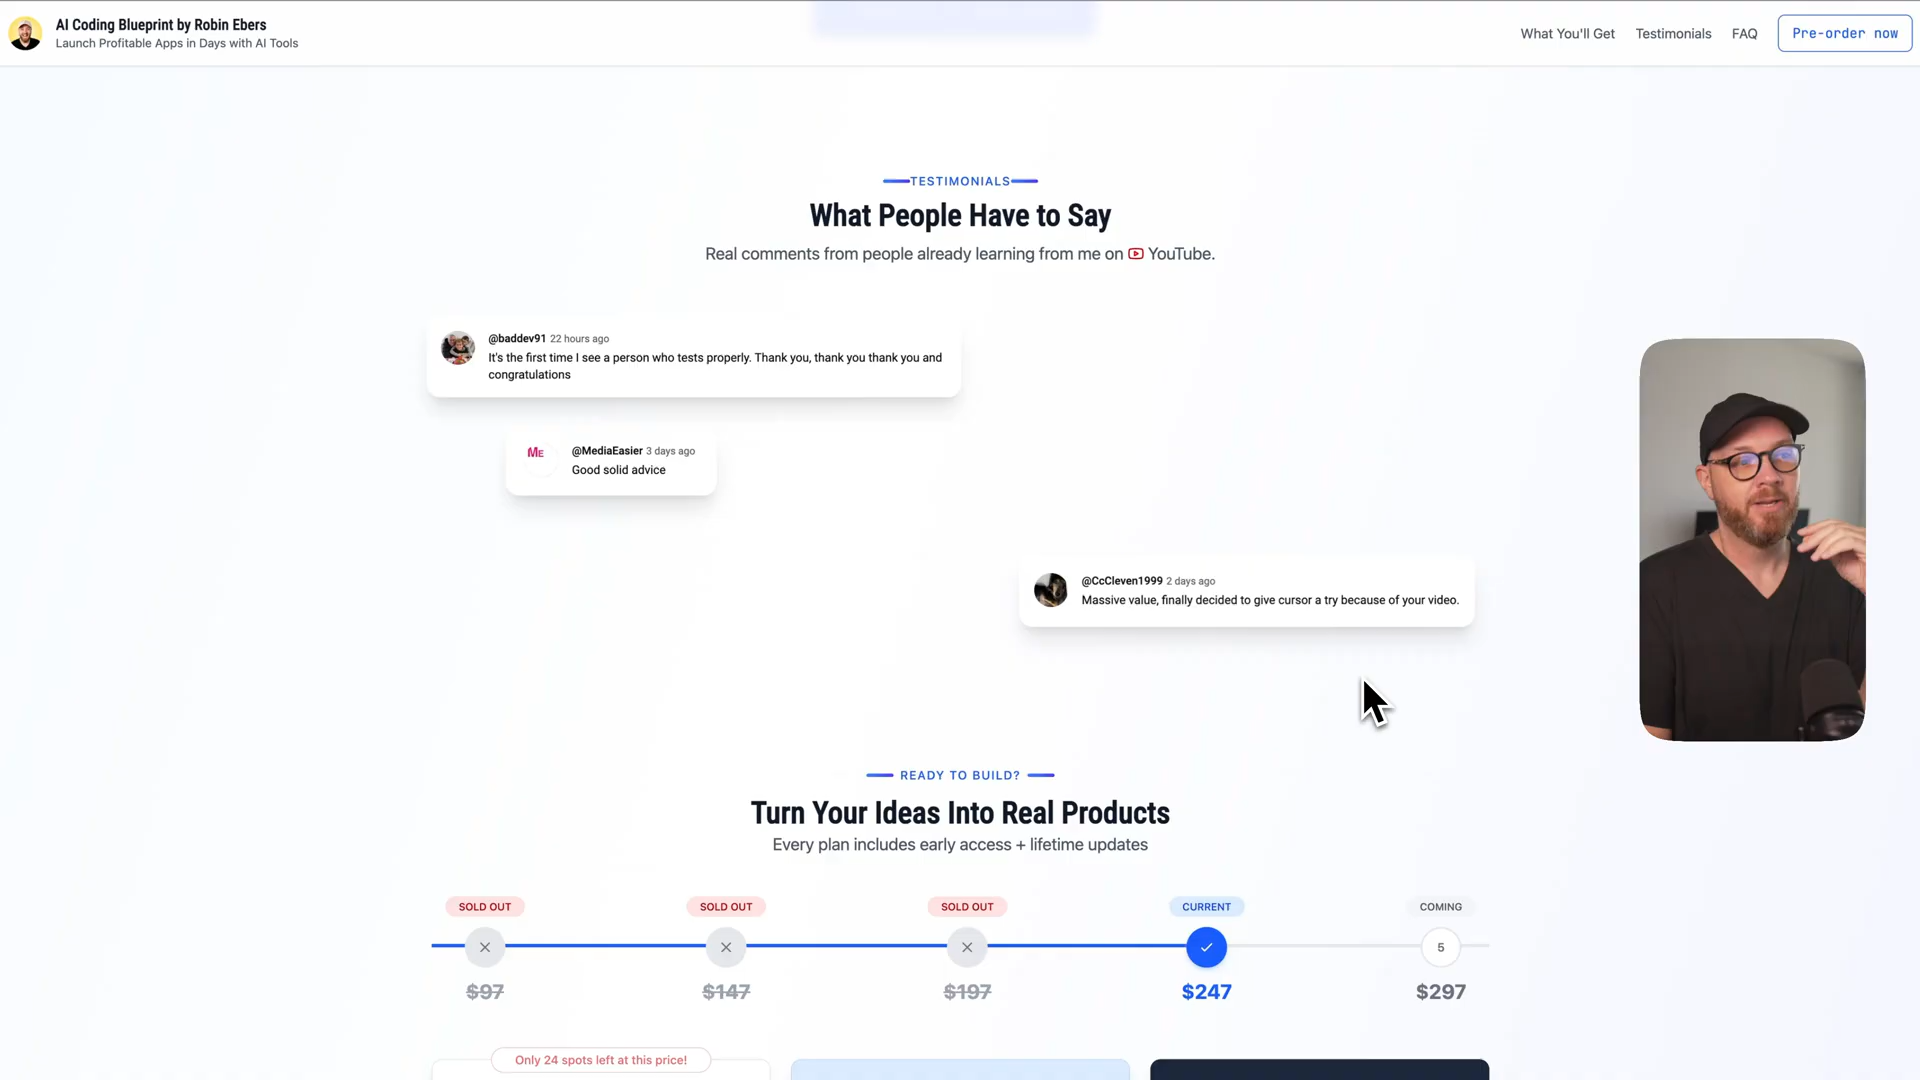 AI Coding Blueprint by Robin Ebers
Launch Profitable Apps in Days with AI Tools
What You'll Get
Testimonials
FAQ
Pre-order now
TESTIMONIALS
What People Have to Say
Real comments from people already learning from me on YouTube.
@baddev91 22 hours ago
It's the first time I see a person who tests properly. Thank you, thank you thank you and
congratulations
ME
@MediaEasier 3 days ago
Good solid advice
@CcCleven1999 2 days ago
Massive value, finally decided to give cursor a try because of your video.
READY TO BUILD?
Turn Your Ideas Into Real Products
Every plan includes early access + lifetime updates
SOLD OUT
SOLD OUT
SOLD OUT
CURRENT
COMING
5
$97
$147
$197
$247
$297
Only 24 spots left at this price!